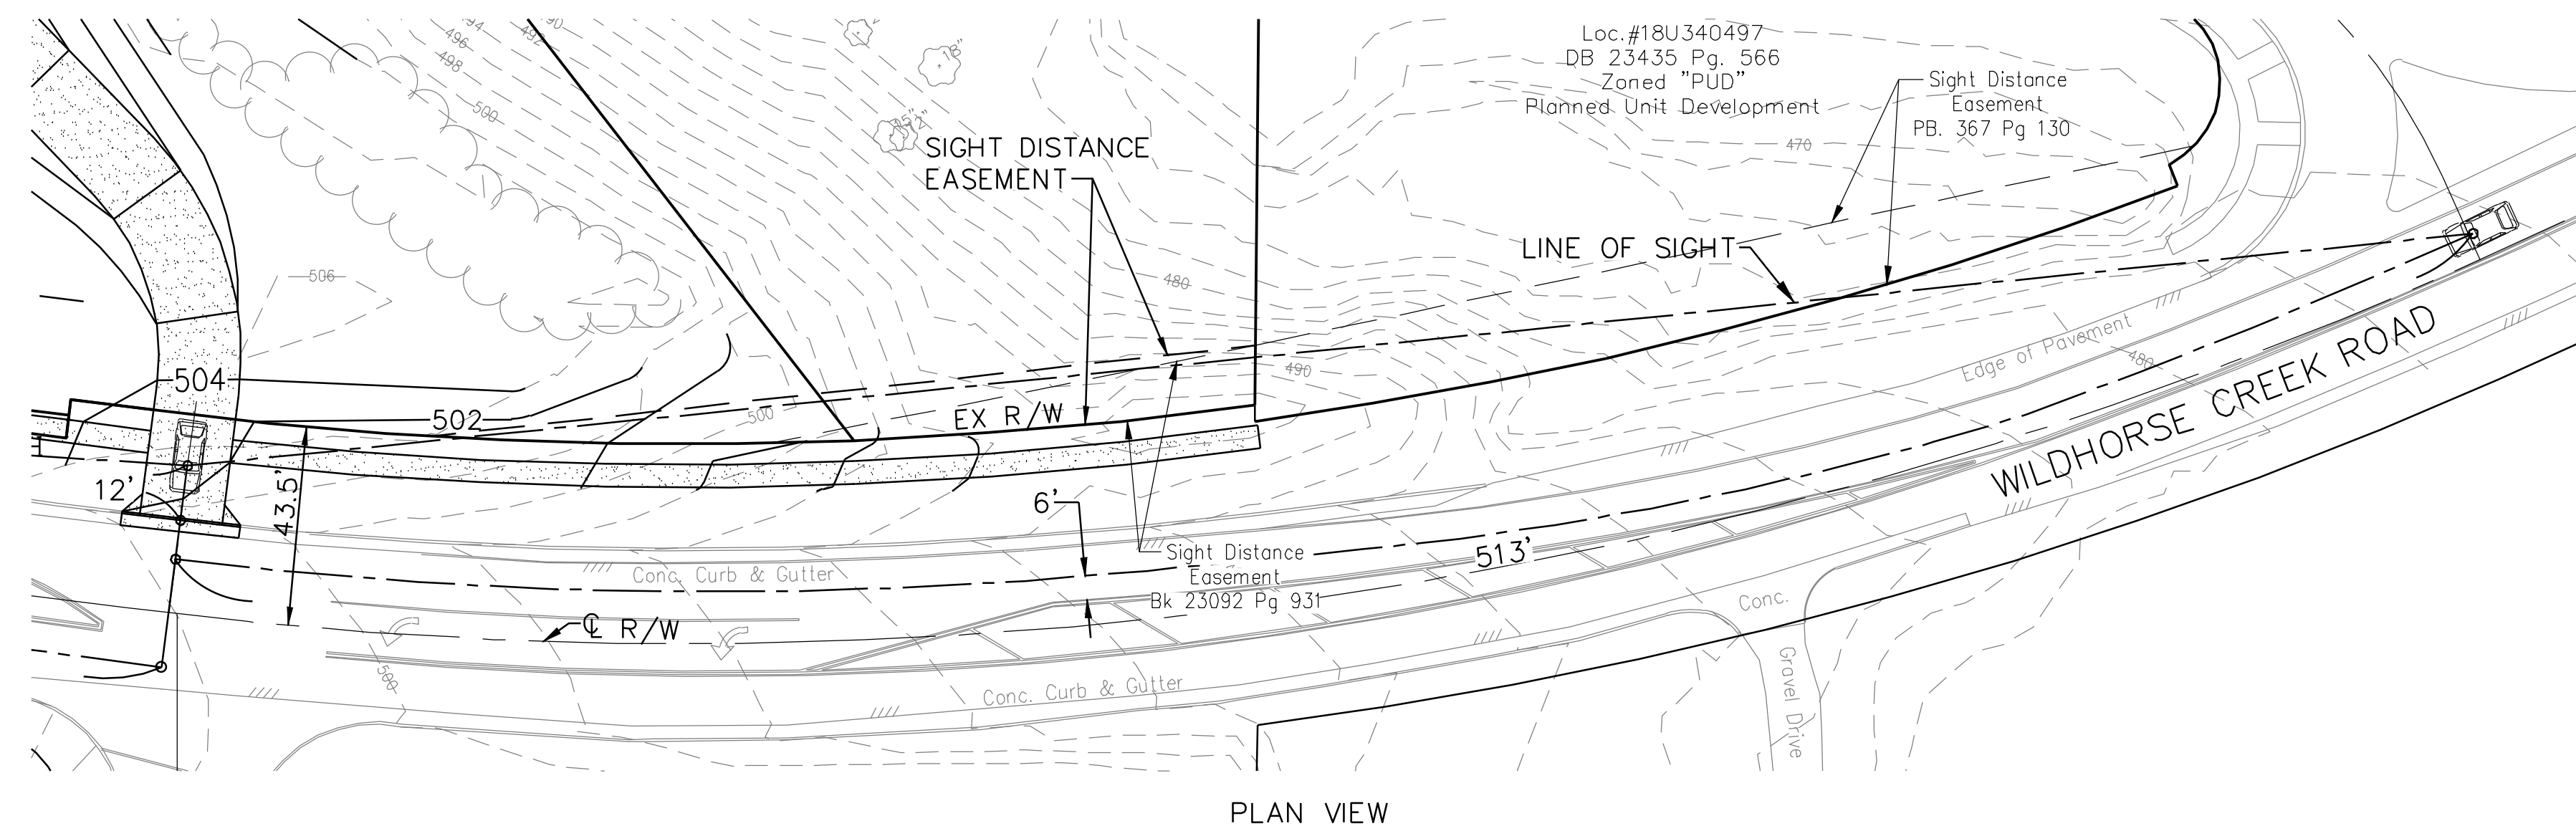 Loc.#18U340497
DB 23435 Pg. 566
Zoned "PUD"
Planned Unit Development
Sight Distance
Easement
PB. 367 Pg 130
494
496
498
500
492
18"
SIGHT DISTANCE
EASEMENT
470
LINE OF SIGHT
506
480
490
504
502
500
EX R/W
Edge of Pavement
480
WILDHORSE CREEK ROAD
12'
43.5'
6'
Sight Distance
Easement
Bk 23092 Pg 931
513'
Conc. Curb & Gutter
℄ R/W
500
Conc. Curb & Gutter
Conc.
Gravel Drive
PLAN VIEW